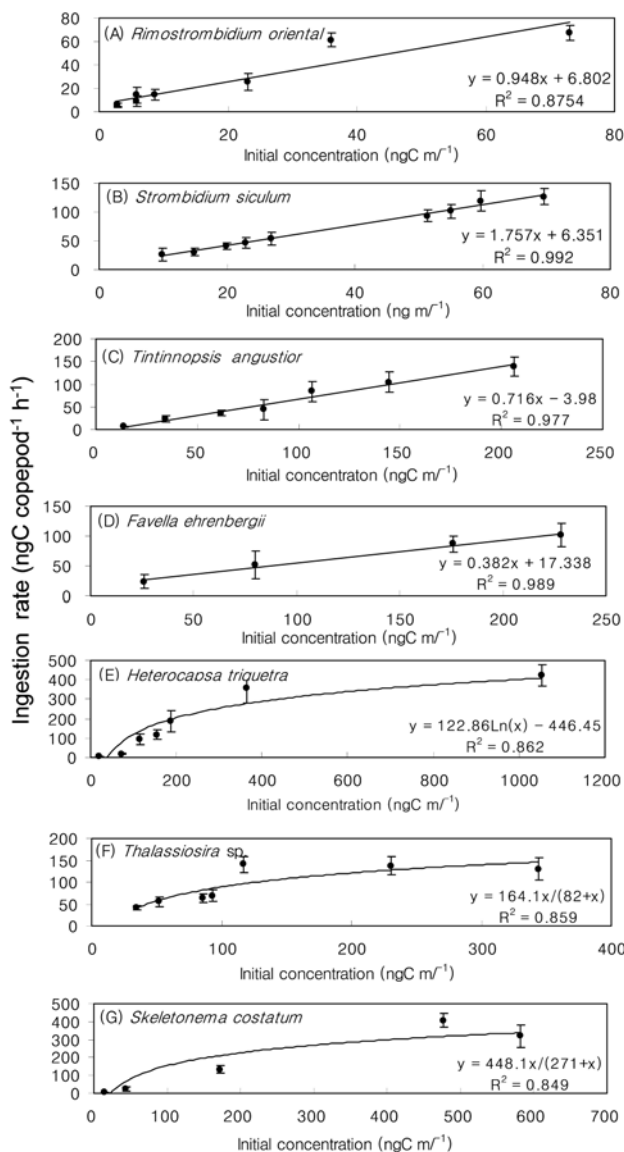 Ingestion rate (ngC copepod⁻¹ h⁻¹)
(A) Rimostrombidium oriental
80
60
40
20
0
y = 0.948x + 6.802
R² = 0.8754
0 20 40 60 80
Initial concentration (ngC m/⁻¹)
(B) Strombidium siculum
150
100
50
0
y = 1.757x + 6.351
R² = 0.992
0 20 40 60 80
Initial concentration (ng m/⁻¹)
(C) Tintinnopsis angustior
200
150
100
50
0
y = 0.716x − 3.98
R² = 0.977
0 50 100 150 200 250
Initial concentraton (ngC m/⁻¹)
(D) Favella ehrenbergii
150
100
50
0
y = 0.382x + 17.338
R² = 0.989
0 50 100 150 200 250
Initial concentration (ngC m/⁻¹)
(E) Heterocapsa triquetra
500
400
300
200
100
0
y = 122.86Ln(x) − 446.45
R² = 0.862
0 200 400 600 800 1000 1200
Initial concentration (ngC m/⁻¹)
(F) Thalassiosira sp.
200
150
100
50
0
y = 164.1x/(82+x)
R² = 0.859
0 100 200 300 400
Initial concentration (ngC m/⁻¹)
(G) Skeletonema costatum
500
400
300
200
100
0
y = 448.1x/(271+x)
R² = 0.849
0 100 200 300 400 500 600 700
Initial concentration (ngC m/⁻¹)